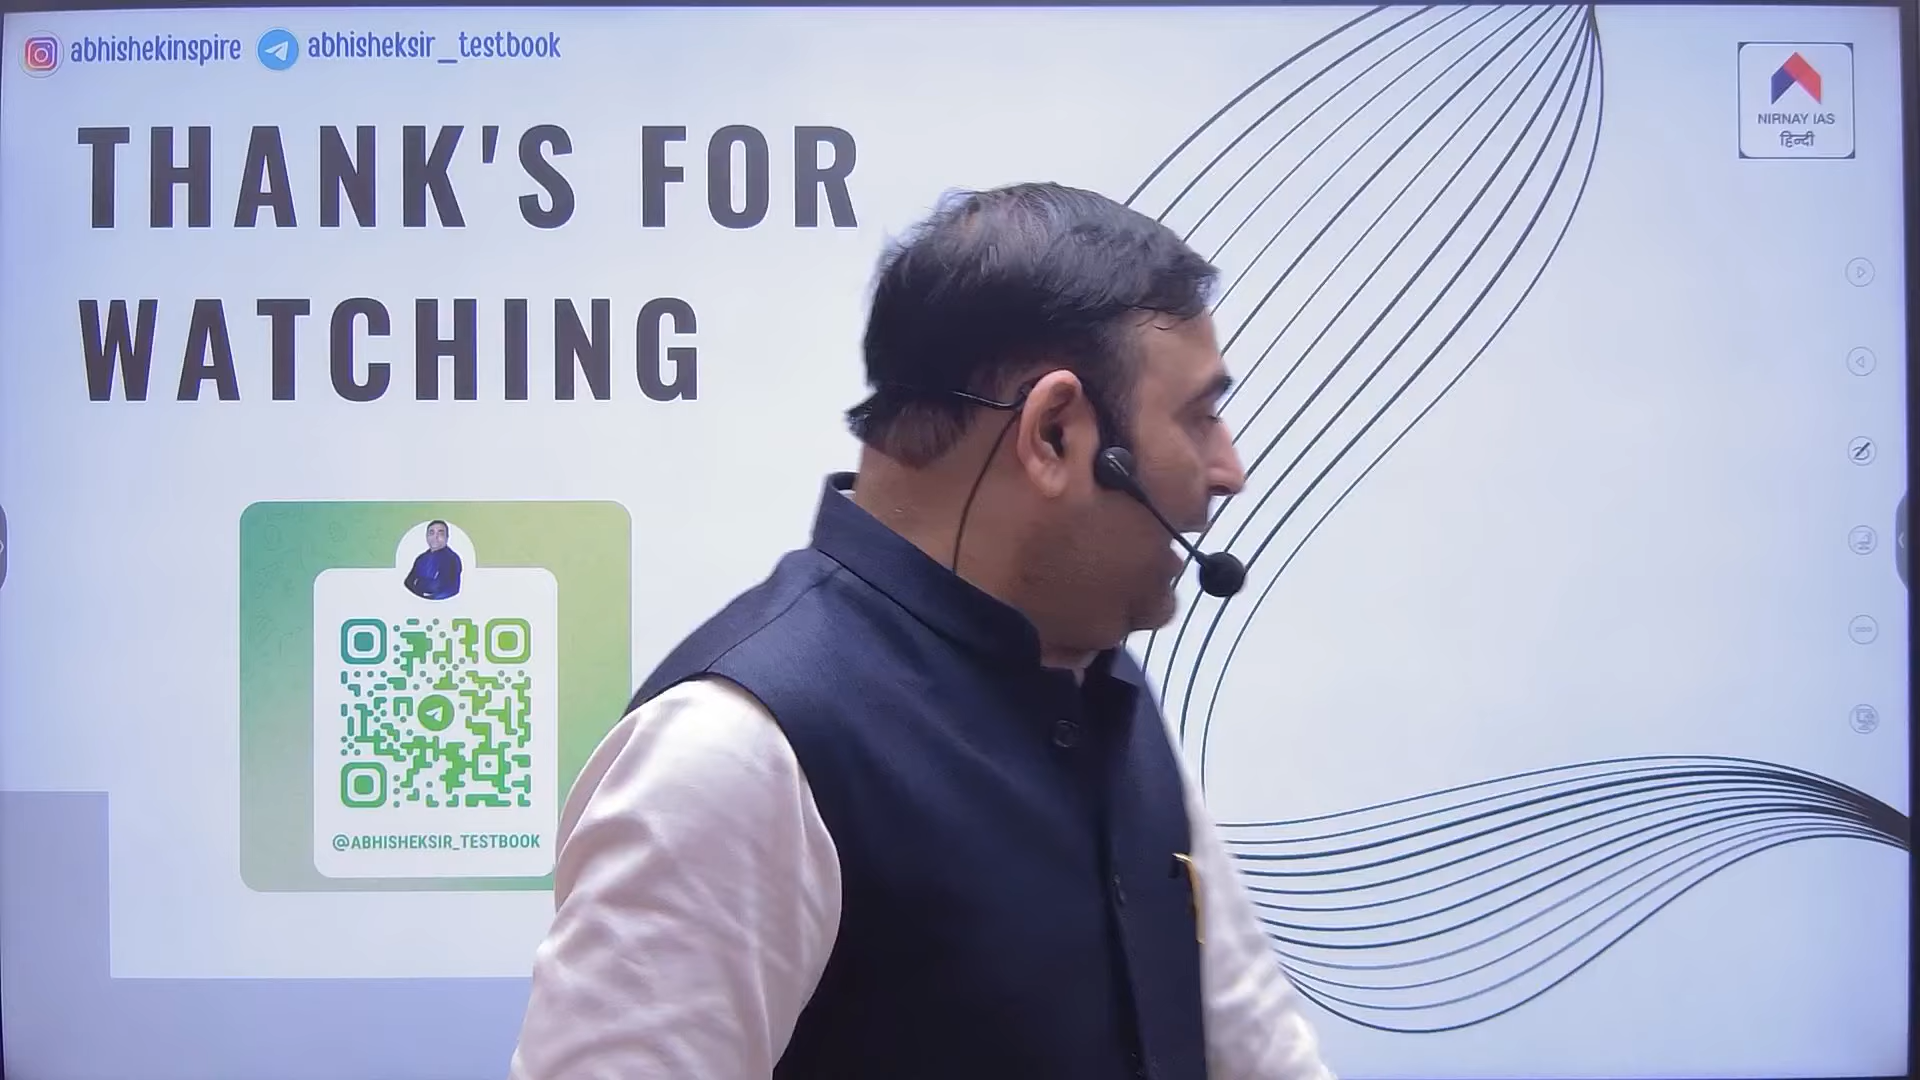 abhishekinspire abhisheksir_testbook
NIRNAY IAS
हिन्दी
THANK'S FOR
WATCHING
@ABHISHEKSIR_TESTBOOK